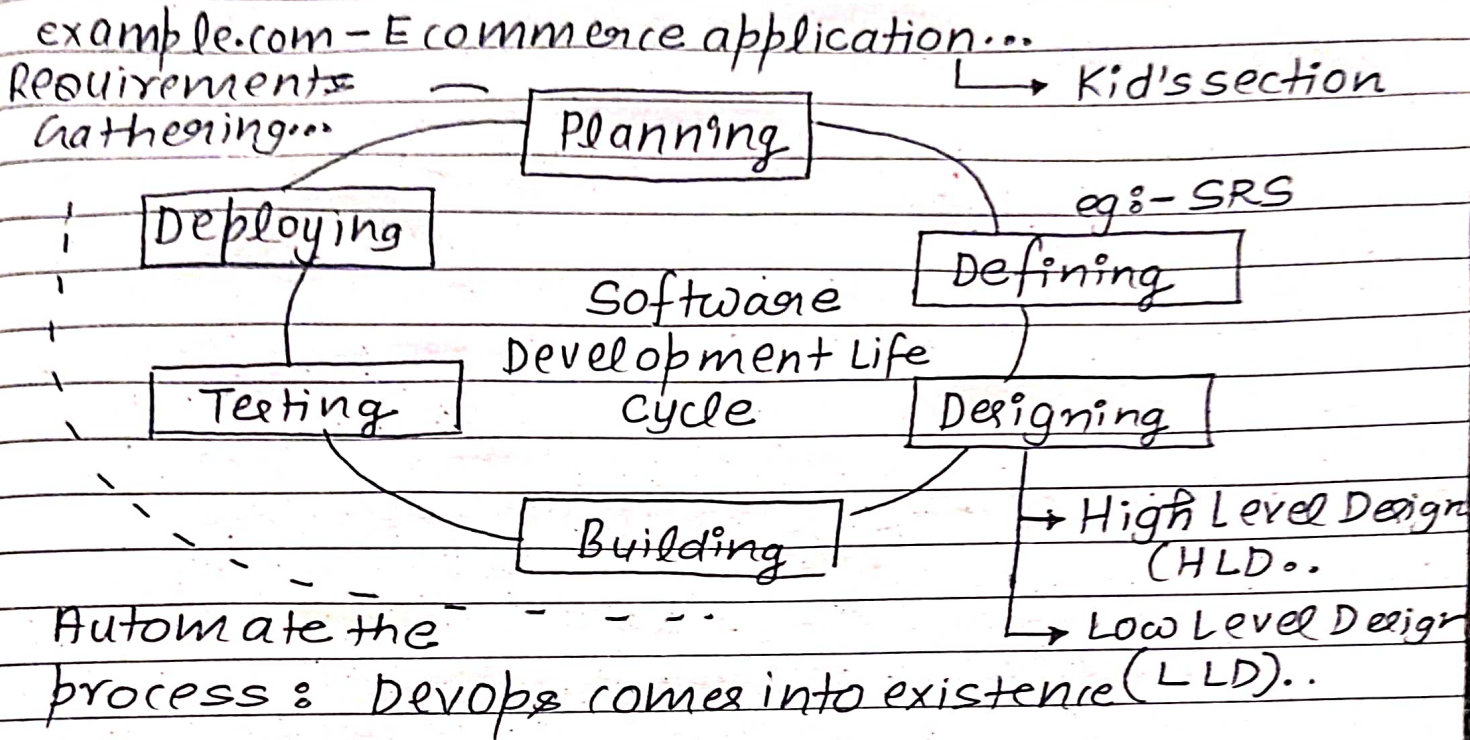 example.com - Ecommerce application...
↳ Kid's section
Requirements
Gathering...
Planning
Deploying
eg:- SRS
Defining
Software
Development Life
Cycle
Testing
Designing
Building
→ High Level Design
(HLD..
→ Low Level Design
(LLD)..
Automate the
process : Devops comes into existence